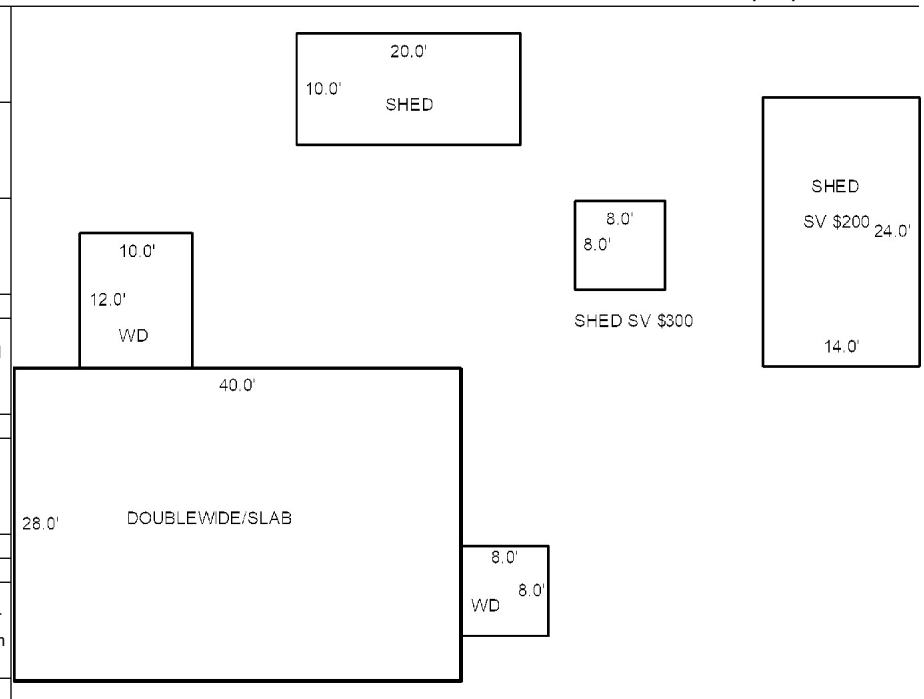 20.0'
10.0'
SHED
SHED
SV $200
24.0'
14.0'
8.0'
8.0'
SHED SV $300
10.0'
12.0'
WD
40.0'
28.0'
DOUBLEWIDE/SLAB
8.0'
8.0'
WD